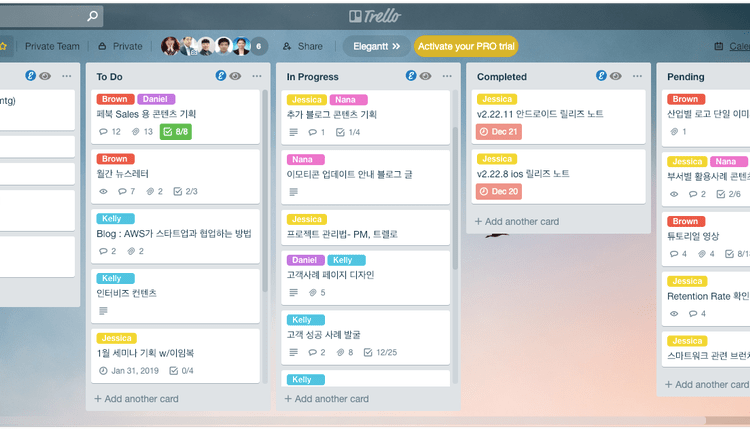 Trello
Private Team
Private
6
Share
Elegantt »
Activate your PRO trial
ntg)
To Do
Brown Daniel
페북 Sales 용 콘텐츠 기획
12 13 8/8
Brown
월간 뉴스레터
7 2 2/3
Kelly
Blog : AWS가 스타트업과 협업하는 방법
2 2
Kelly
인터비즈 컨텐츠
Jessica
1월 세미나 기획 w/이임복
Jan 31, 2019 0/4
+ Add another card
In Progress
Jessica Nana
추가 블로그 콘텐츠 기획
1 1/4
Nana
이모티콘 업데이트 안내 블로그 글
Jessica
프로젝트 관리법- PM, 트렐로
Daniel Kelly
고객사례 페이지 디자인
5
Kelly
고객 성공 사례 발굴
2 8 12/25
Kelly
+ Add another card
Completed
Jessica
v2.22.11 안드로이드 릴리즈 노트
Dec 21
Jessica
v2.22.8 ios 릴리즈 노트
Dec 20
+ Add another card
Pending
Brown
산업별 로고 단일 이미
1
Jessica Nana
부서별 활용사례 콘텐츠
2 2/6
Brown
튜토리얼 영상
4 4 8/
Jessica
Retention Rate 확인
4
Jessica
스마트워크 관련 브런치
+ Add another card